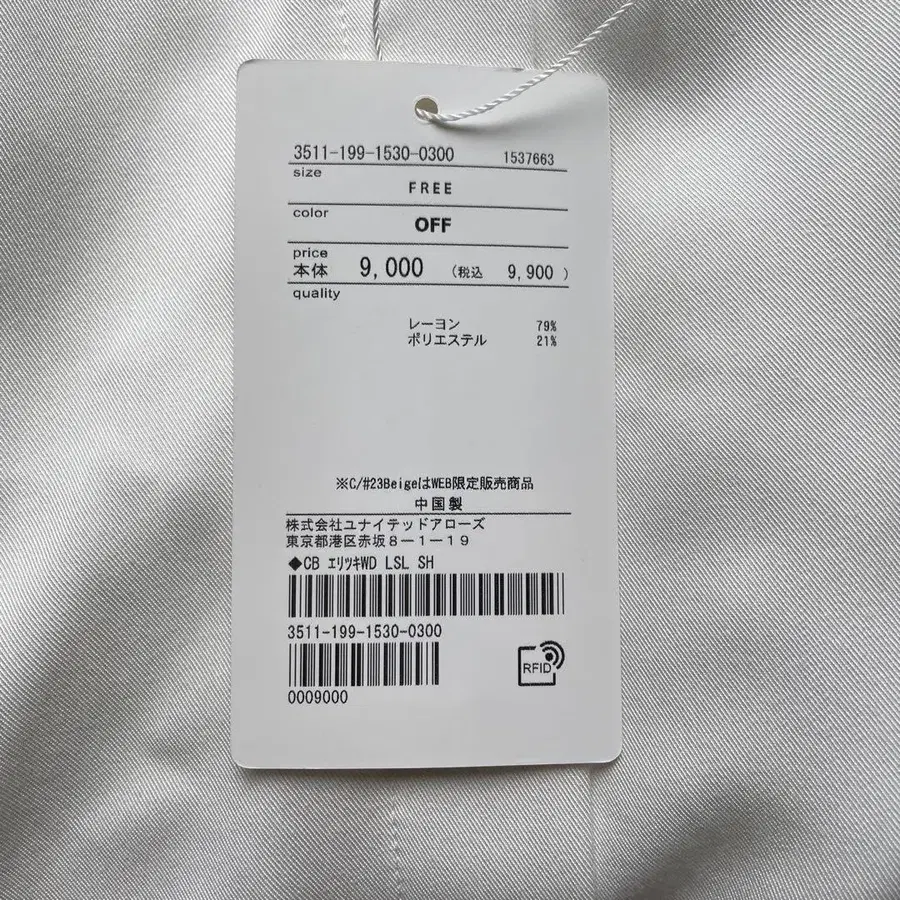 3511-199-1530-0300 1537663
size
FREE
color
OFF
price
本体 9,000 (税込 9,900 )
quality
レーヨン 79%
ポリエステル 21%
※C/#23BeigeはWEB限定販売商品
中国製
株式会社ユナイテッドアローズ
東京都港区赤坂8-1-19
◆CB エリツキWD LSL SH
3511-199-1530-0300
RFID
0009000